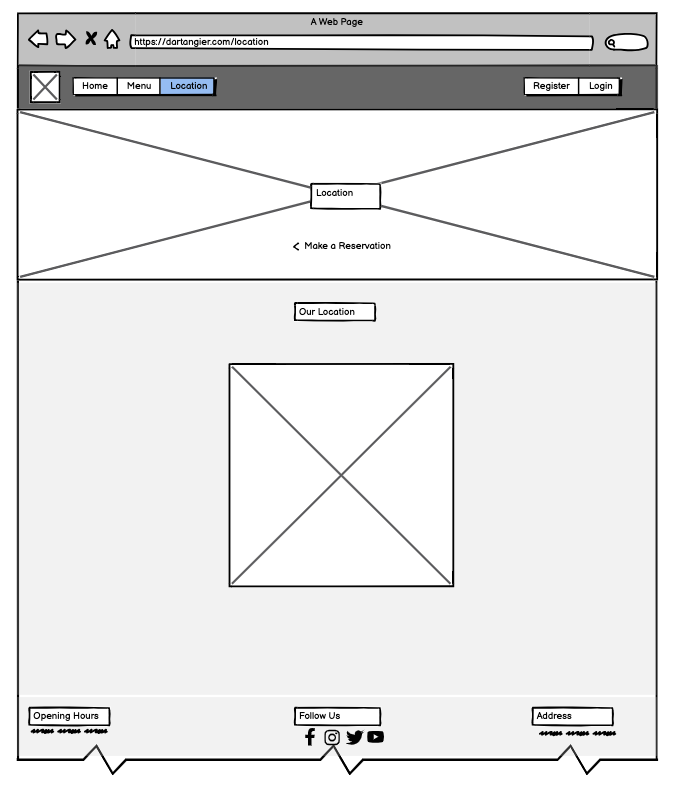 A Web Page
https://dartangier.com/location
Home Menu Location Register Login
Location
< Make a Reservation
Our Location
Opening Hours Follow Us Address